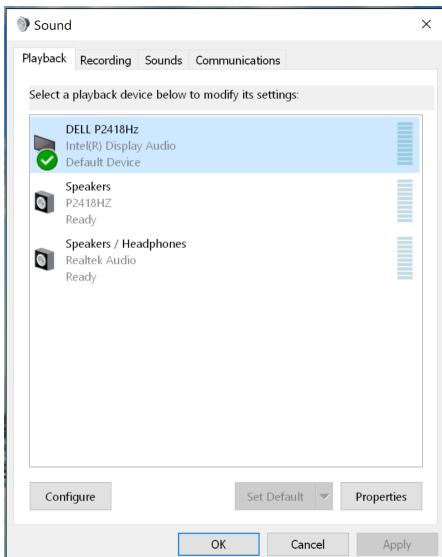 Sound
Playback Recording Sounds Communications
Select a playback device below to modify its settings:
DELL P2418Hz
Intel(R) Display Audio
Default Device
Speakers
P2418HZ
Ready
Speakers / Headphones
Realtek Audio
Ready
Configure Set Default Properties
OK Cancel Apply